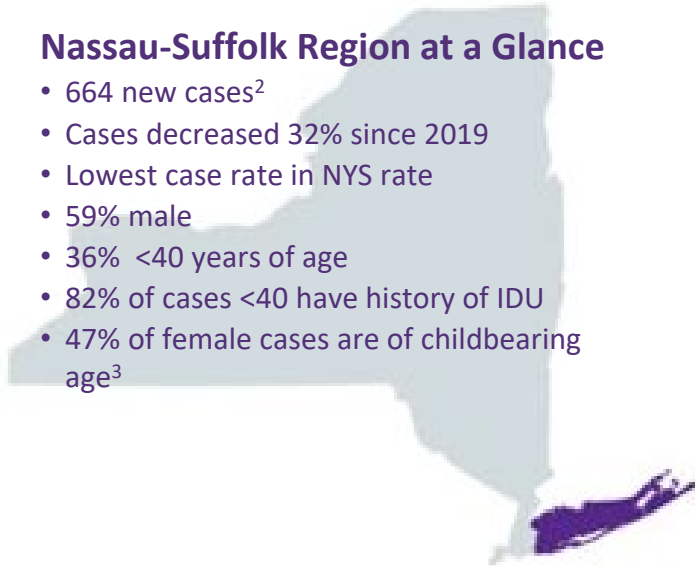 Nassau-Suffolk Region at a Glance
• 664 new cases²
• Cases decreased 32% since 2019
• Lowest case rate in NYS rate
• 59% male
• 36% <40 years of age
• 82% of cases <40 have history of IDU
• 47% of female cases are of childbearing
age³